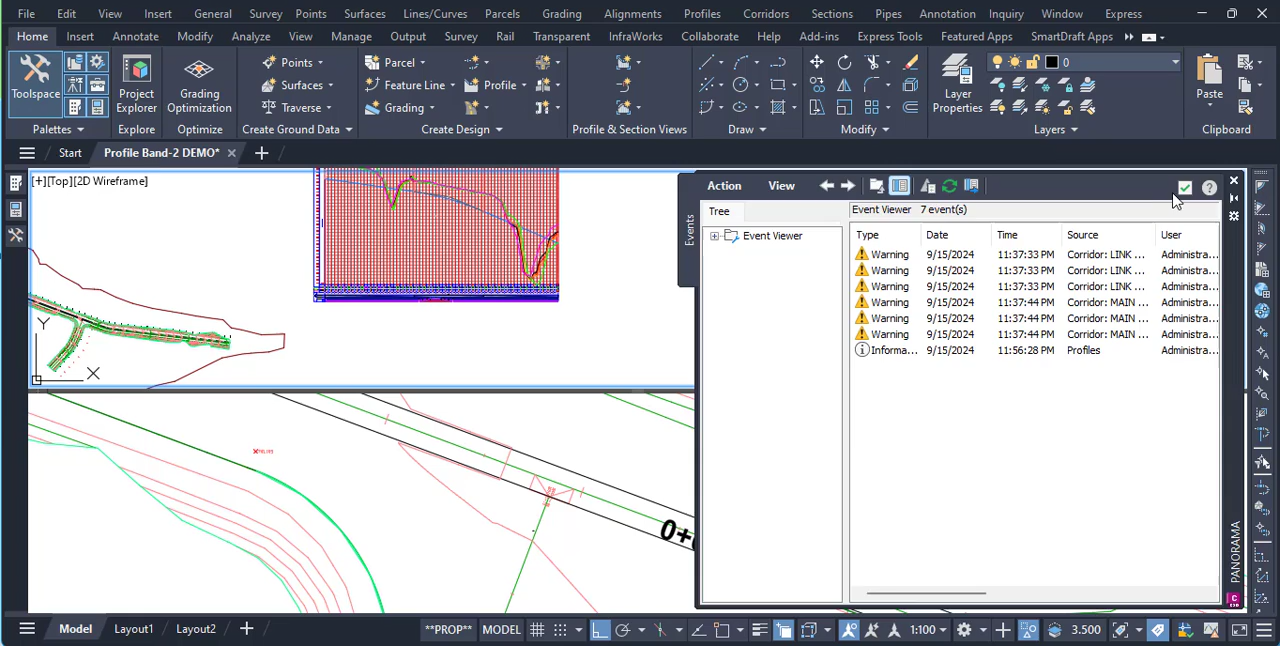 File Edit View Insert General Survey Points Surfaces Lines/Curves Parcels Grading Alignments Profiles Corridors Sections Pipes Annotation Inquiry Window Express
Home Insert Annotate Modify Analyze View Manage Output Survey Rail Transparent InfraWorks Collaborate Help Add-ins Express Tools Featured Apps SmartDraft Apps
Toolspace
Project Explorer
Grading Optimization
Points
Surfaces
Traverse
Parcel
Feature Line
Grading
Profile
Layer Properties
0
Paste
Palettes Explore Optimize Create Ground Data Create Design Profile & Section Views Draw Modify Layers Clipboard
Start Profile Band-2 DEMO*
[+][Top][2D Wireframe]
Y
X
0+0
Events
Action View
Tree Event Viewer 7 event(s)
Event Viewer
Type Date Time Source User
Warning 9/15/2024 11:37:33 PM Corridor: LINK ... Administra...
Warning 9/15/2024 11:37:33 PM Corridor: LINK ... Administra...
Warning 9/15/2024 11:37:33 PM Corridor: LINK ... Administra...
Warning 9/15/2024 11:37:44 PM Corridor: MAIN ... Administra...
Warning 9/15/2024 11:37:44 PM Corridor: MAIN ... Administra...
Warning 9/15/2024 11:37:44 PM Corridor: MAIN ... Administra...
Informa... 9/15/2024 11:56:28 PM Profiles Administra...
PANORAMA
Model Layout1 Layout2 **PROP** MODEL 1:100 3.500